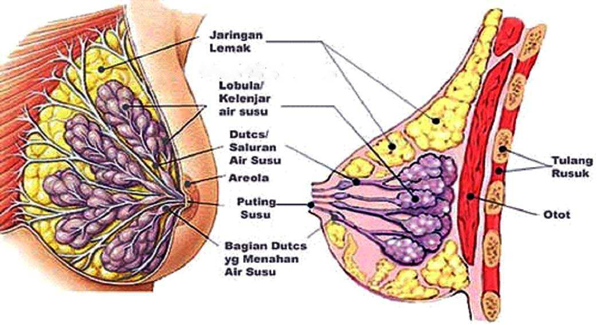 Jaringan
Lemak
Lobula/
Kelenjar
air susu
Dutcs/
Saluran
Air Susu
Areola
Puting
Susu
Bagian Dutcs
yg Menahan
Air Susu
Tulang
Rusuk
Otot